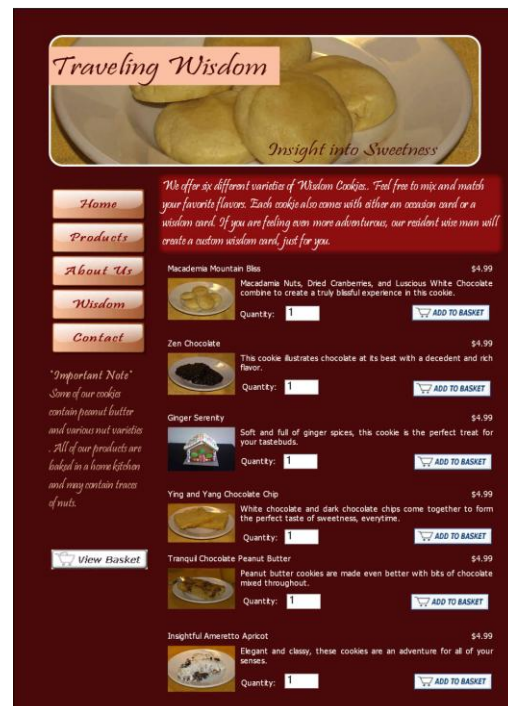 Traveling Wisdom
Insight into Sweetness
Home
Products
About Us
Wisdom
Contact
"Important Note"
Some of our cookies
contain peanut butter
and various nut varieties
. All of our products are
baked in a home kitchen
and may contain traces
of nuts.
View Basket
We offer six different varieties of Wisdom Cookies.. Feel free to mix and match
your favorite flavors. Each cookie also comes with either an occasion card or a
wisdom card. If you are feeling even more adventurous, our resident wise man will
create a custom wisdom card, just for you.
Macademia Mountain Bliss $4.99
Macadamia Nuts, Dried Cranberries, and Luscious White Chocolate
combine to create a truly blissful experience in this cookie.
Quantity: 1 ADD TO BASKET
Zen Chocolate $4.99
This cookie illustrates chocolate at its best with a decedent and rich
flavor.
Quantity: 1 ADD TO BASKET
Ginger Serenity $4.99
Soft and full of ginger spices, this cookie is the perfect treat for
your tastebuds.
Quantity: 1 ADD TO BASKET
Ying and Yang Chocolate Chip $4.99
White chocolate and dark chocolate chips come together to form
the perfect taste of sweetness, everytime.
Quantity: 1 ADD TO BASKET
Tranquil Chocolate Peanut Butter $4.99
Peanut butter cookies are made even better with bits of chocolate
mixed throughout.
Quantity: 1 ADD TO BASKET
Insightful Ameretto Apricot $4.99
Elegant and classy, these cookies are an adventure for all of your
senses.
Quantity: 1 ADD TO BASKET